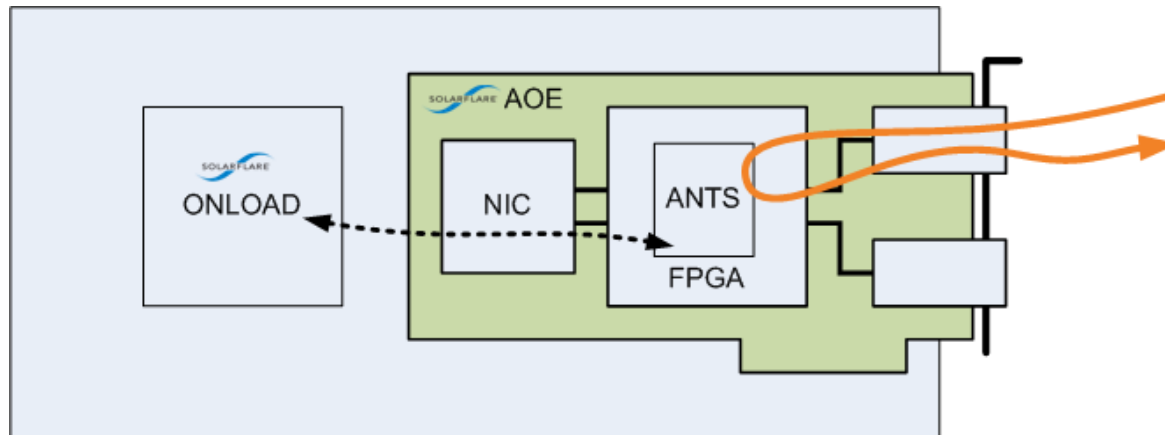 SOLARFLARE AOE
SOLARFLARE
ONLOAD
NIC
ANTS
FPGA